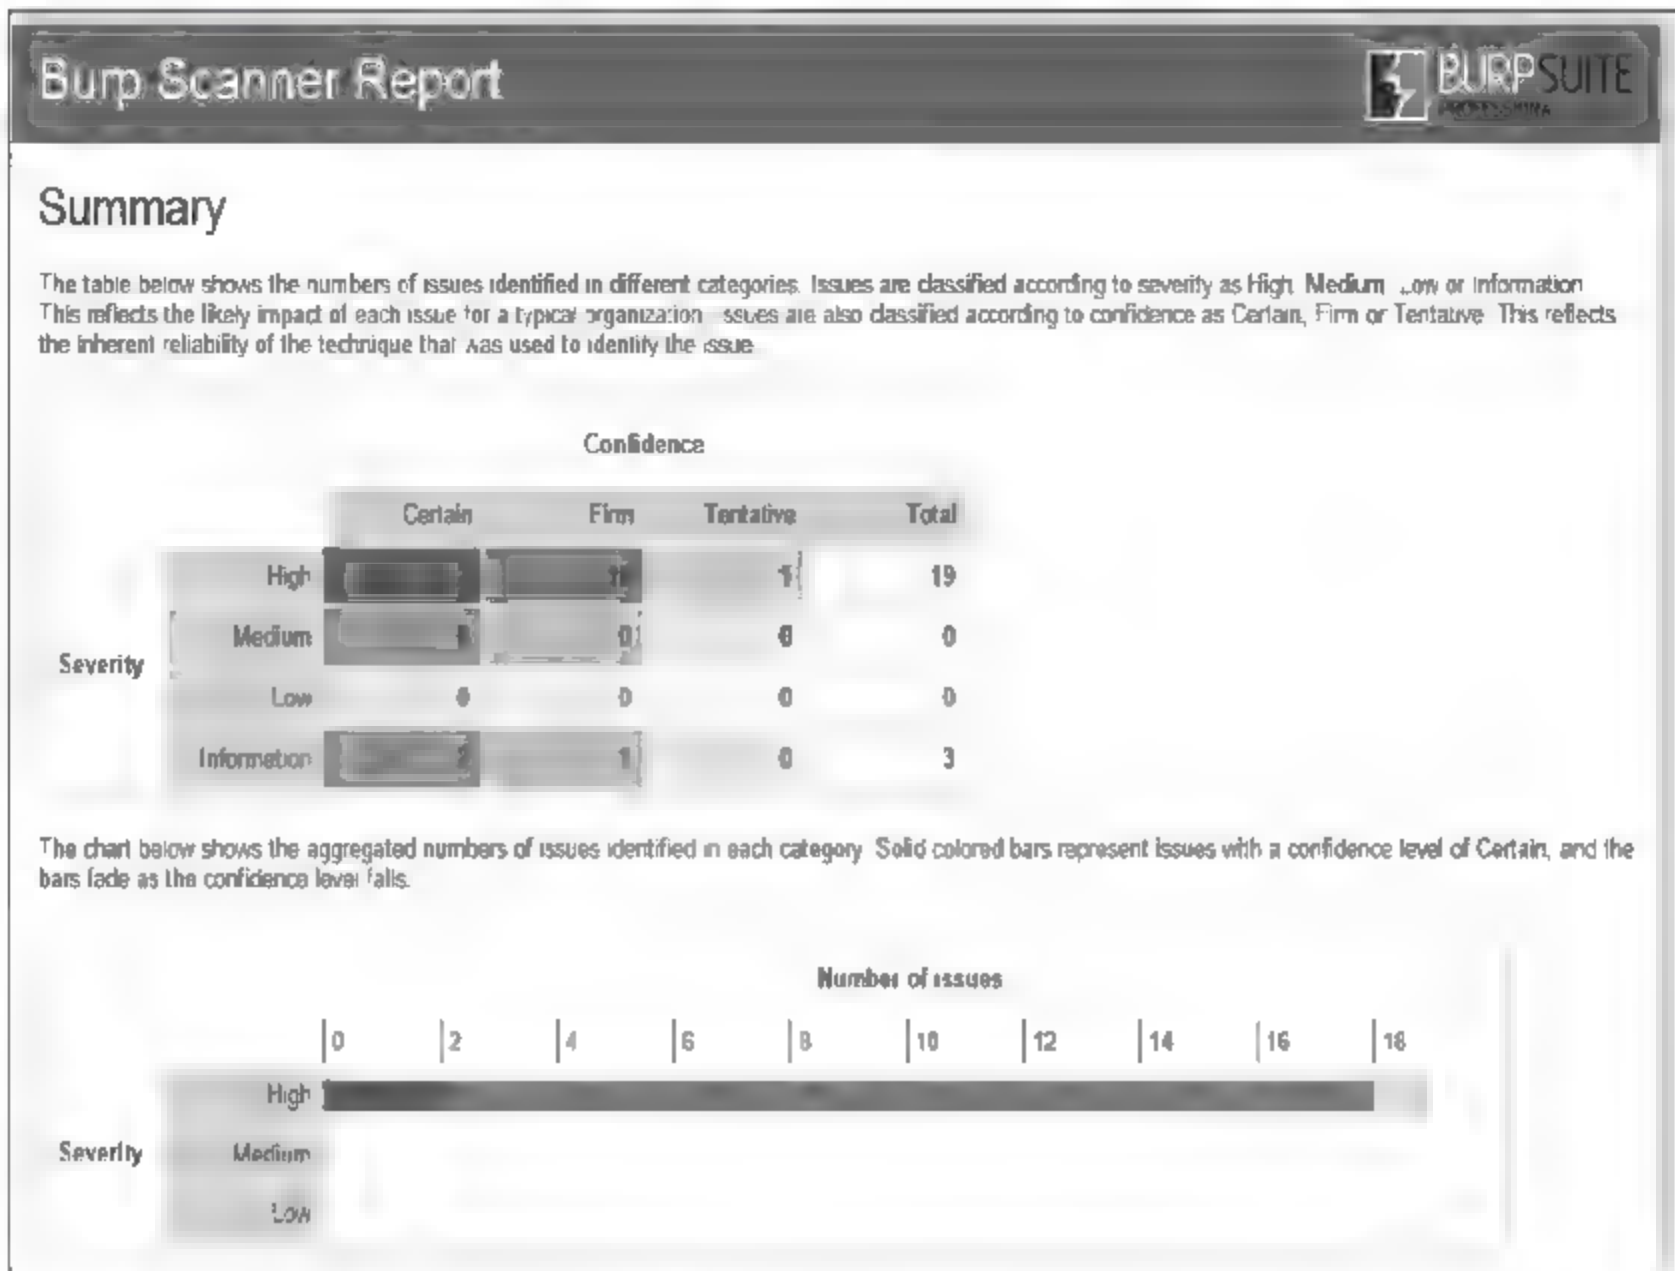 Burp Scanner Report
BURPSUITE
Summary
The table below shows the numbers of issues identified in different categories. Issues are classified according to severity as High, Medium, Low or Information
This reflects the likely impact of each issue for a typical organization. Issues are also classified according to confidence as Certain, Firm or Tentative. This reflects
the inherent reliability of the technique that was used to identify the issue
Confidence
Certain Firm Tentative Total
High 1 19
Medium 0 0 0
Severity
Low 0 0 0 0
Information 2 1 0 3
The chart below shows the aggregated numbers of issues identified in each category. Solid colored bars represent issues with a confidence level of Certain, and the
bars fade as the confidence level falls.
Number of issues
0 2 4 6 8 10 12 14 16 18
High
Severity Medium
Low